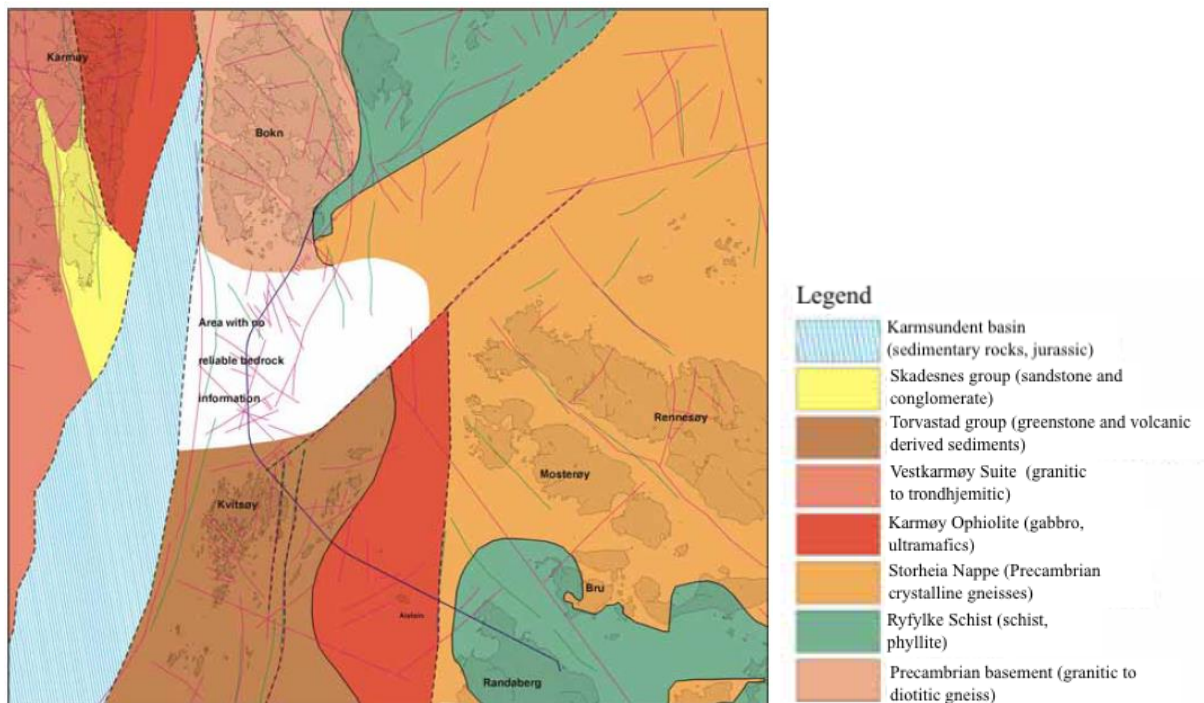 Karmøy
Bokn
Area with no
reliable bedrock
information
Rennesøy
Mosterøy
Kvitsøy
Bru
Randaberg
Legend
Karmsundent basin
(sedimentary rocks, jurassic)
Skadesnes group (sandstone and
conglomerate)
Torvastad group (greenstone and volcanic
derived sediments)
Vestkarmøy Suite (granitic
to trondhjemitic)
Karmøy Ophiolite (gabbro,
ultramafics)
Storheia Nappe (Precambrian
crystalline gneisses)
Ryfylke Schist (schist,
phyllite)
Precambrian basement (granitic to
diotitic gneiss)